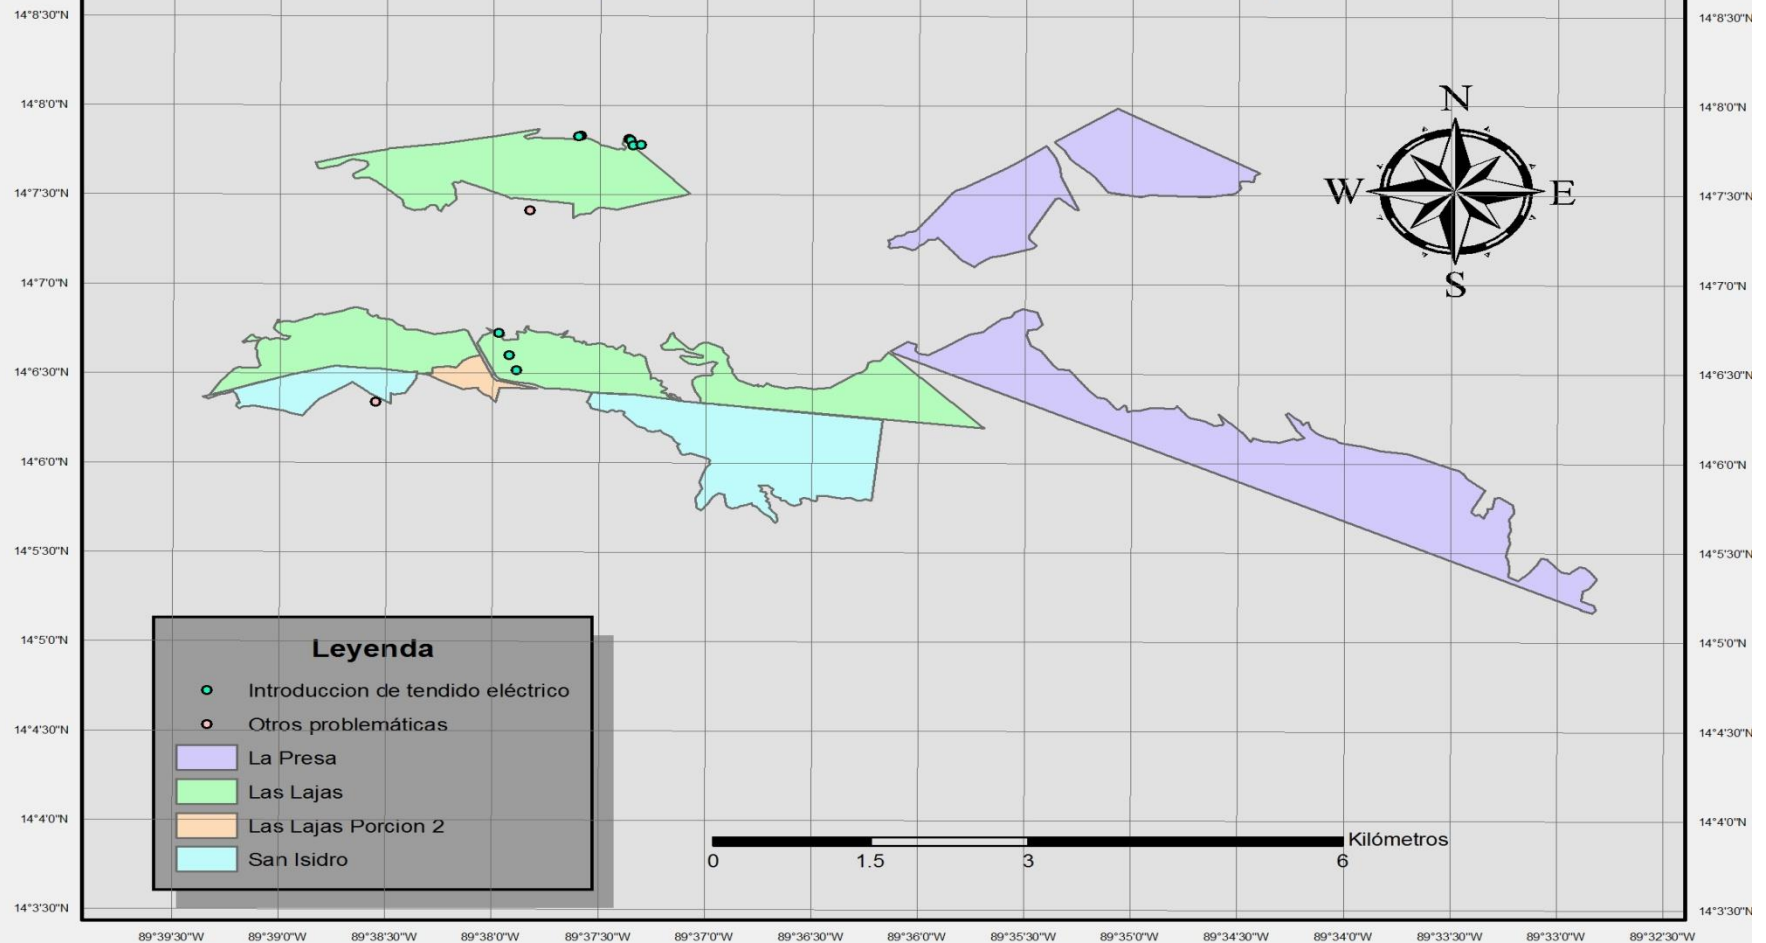 14°8'30"N
14°8'30"N
14°8'0"N
14°8'0"N
14°7'30"N
14°7'30"N
14°7'0"N
14°7'0"N
14°6'30"N
14°6'30"N
14°6'0"N
14°6'0"N
14°5'30"N
14°5'30"N
14°5'0"N
14°5'0"N
14°4'30"N
14°4'30"N
14°4'0"N
14°4'0"N
14°3'30"N
14°3'30"N
N
W
E
S
Leyenda
Introduccion de tendido eléctrico
Otros problemáticas
La Presa
Las Lajas
Las Lajas Porcion 2
San Isidro
Kilómetros
0 1.5 3 6
89°39'30"W 89°39'0"W 89°38'30"W 89°38'0"W 89°37'30"W 89°37'0"W 89°36'30"W 89°36'0"W 89°35'30"W 89°35'0"W 89°34'30"W 89°34'0"W 89°33'30"W 89°33'0"W 89°32'30"W